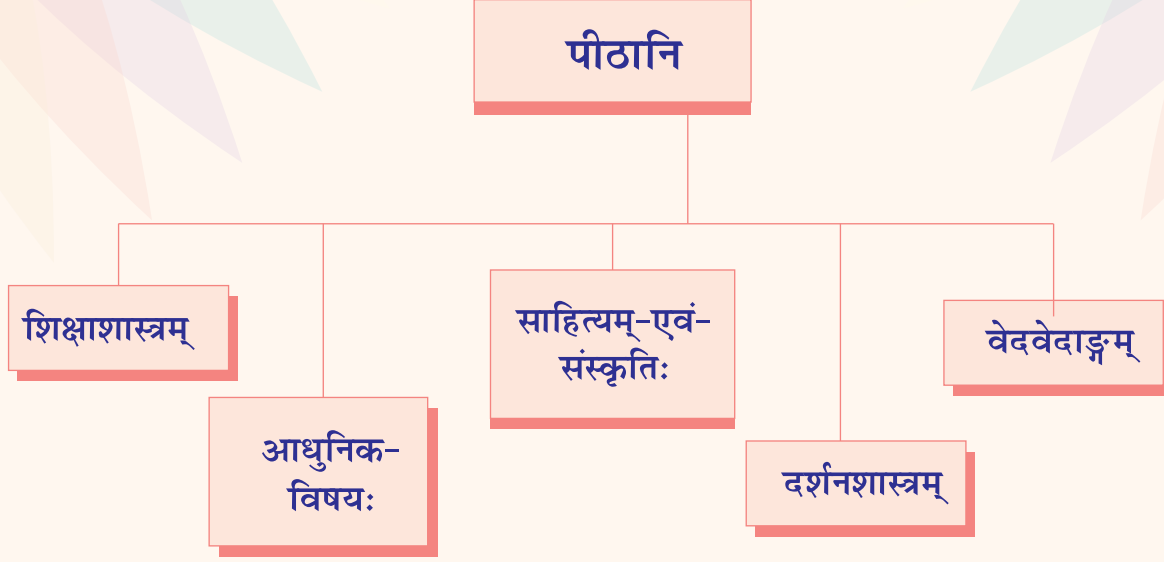 पीठानि
शिक्षाशास्त्रम्
आधुनिक-
विषयः
साहित्यम्-एवं-
संस्कृतिः
दर्शनशास्त्रम्
वेदवेदाङ्गम्